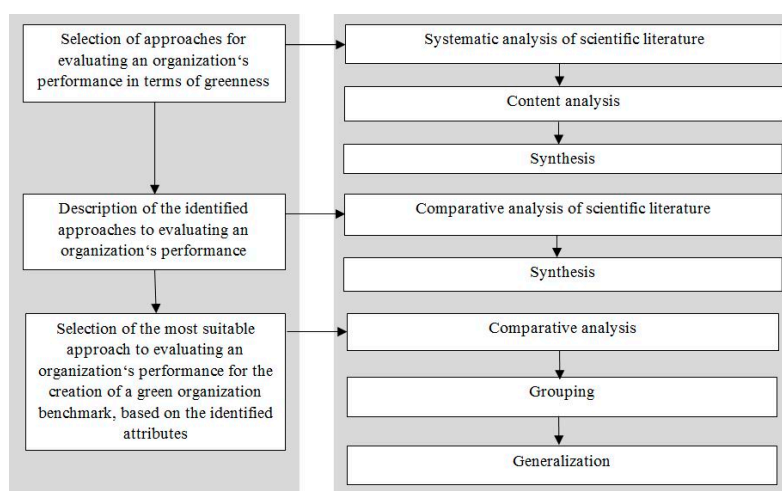 Selection of approaches for
evaluating an organization‘s
performance in terms of greenness
Systematic analysis of scientific literature
Content analysis
Synthesis
Description of the identified
approaches to evaluating an
organization‘s performance
Comparative analysis of scientific literature
Synthesis
Selection of the most suitable
approach to evaluating an
organization‘s performance for the
creation of a green organization
benchmark, based on the identified
attributes
Comparative analysis
Grouping
Generalization